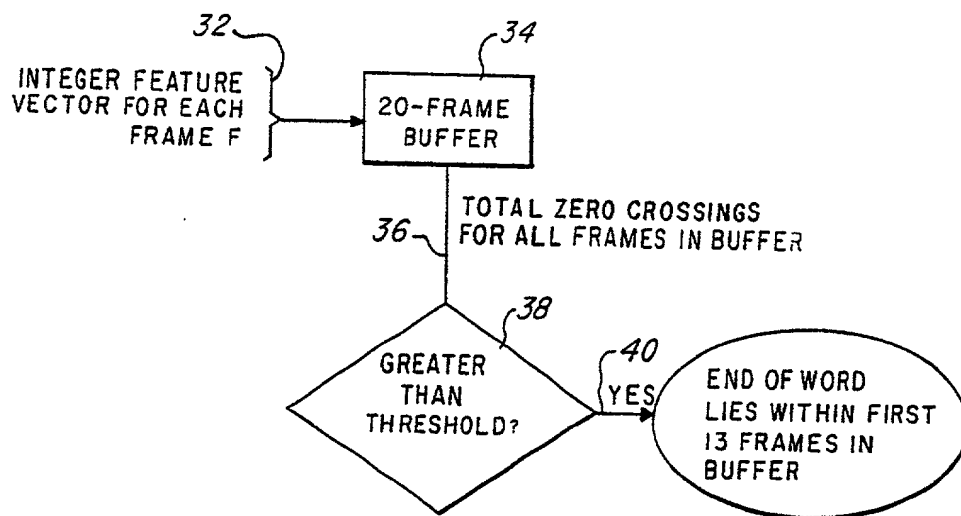 32
INTEGER FEATURE
VECTOR FOR EACH
FRAME F
34
20-FRAME
BUFFER
36
TOTAL ZERO CROSSINGS
FOR ALL FRAMES IN BUFFER
38
GREATER
THAN
THRESHOLD?
40
YES
END OF WORD
LIES WITHIN FIRST
13 FRAMES IN
BUFFER